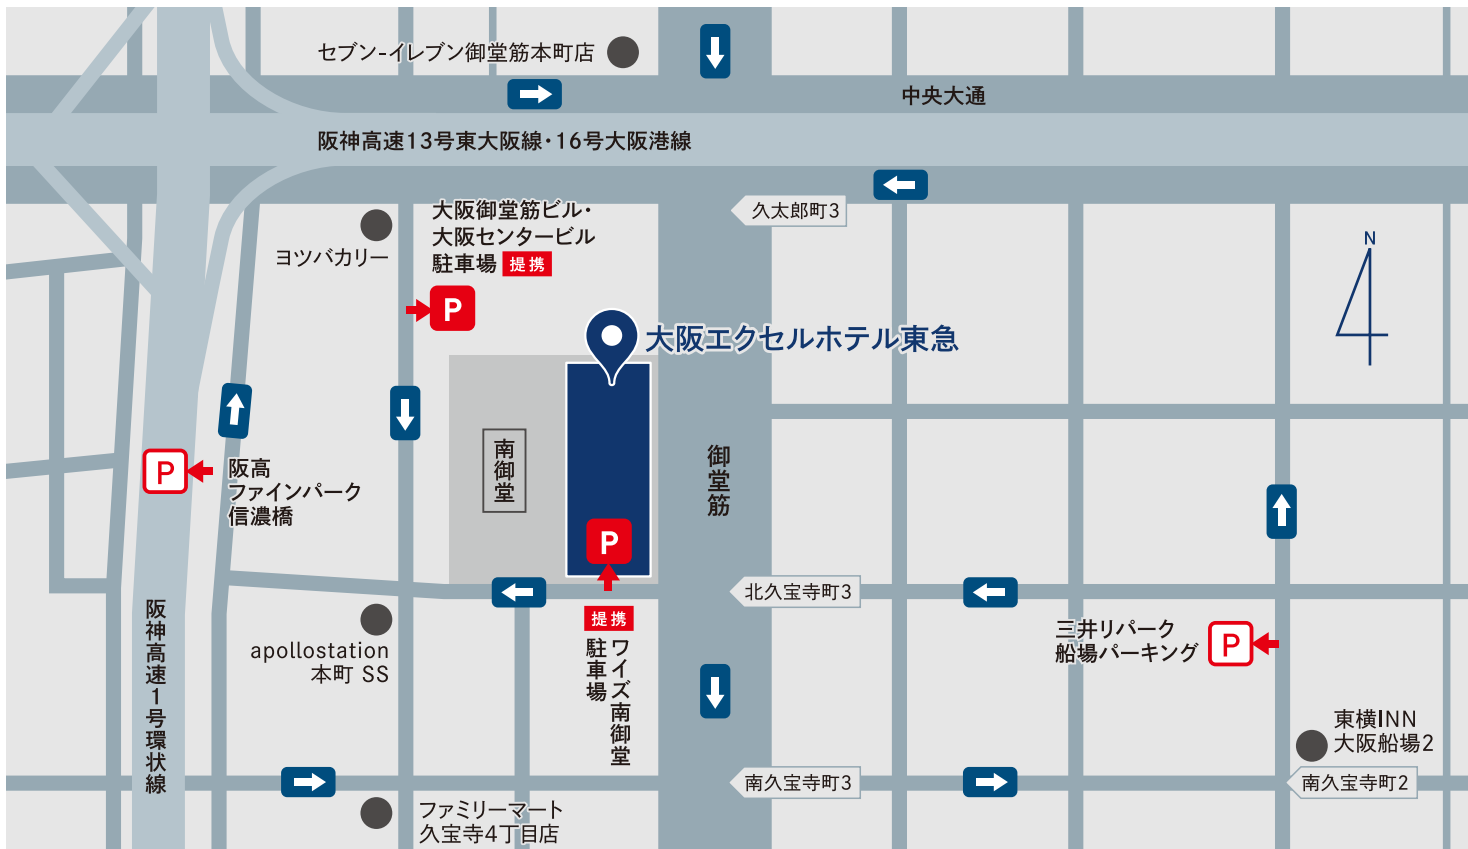 セブン-イレブン御堂筋本町店
中央大通
阪神高速13号東大阪線・16号大阪港線
久太郎町3
大阪御堂筋ビル・
大阪センタービル
駐車場 提携
ヨツバカリー
N
P
大阪エクセルホテル東急
南御堂
御堂筋
P
阪高
ファインパーク
信濃橋
P
北久宝寺町3
提携
ワイズ南御堂
駐車場
三井リパーク
船場パーキング
P
apollostation
本町 SS
阪神高速1号環状線
東横INN
大阪船場2
南久宝寺町3
南久宝寺町2
ファミリーマート
久宝寺4丁目店